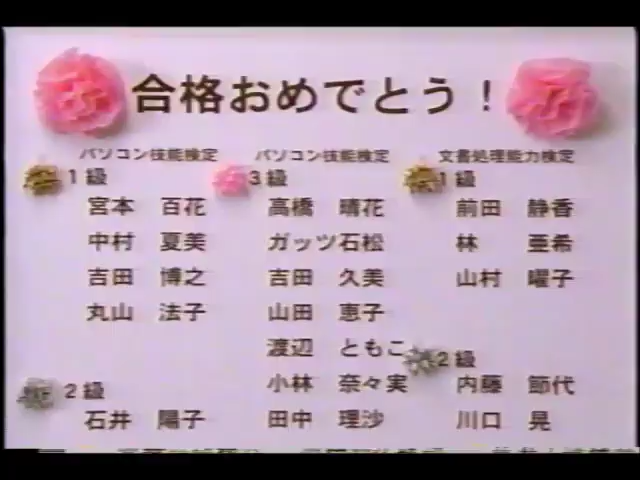 合格おめでとう！
パソコン技能検定
1級
宮本 百花
中村 夏美
吉田 博之
丸山 法子
2級
石井 陽子
パソコン技能検定
3級
高橋 晴花
ガッツ石松
吉田 久美
山田 恵子
渡辺 ともこ
小林 奈々実
田中 理沙
文書処理能力検定
1級
前田 静香
林 亜希
山村 曜子
2級
内藤 節代
川口 晃